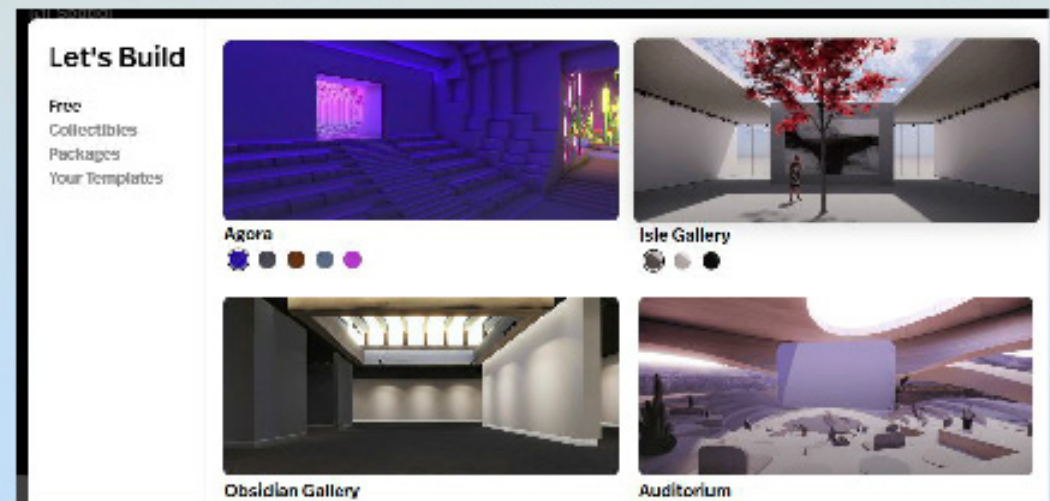 Let's Build
Free
Collectibles
Packages
Your Templates
Agora
Isle Gallery
Obsidian Gallery
Auditorium